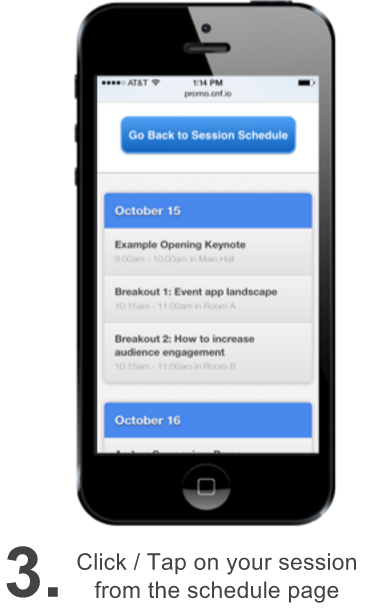 AT&T 1:14 PM
promo.cnf.io
Go Back to Session Schedule
October 15
Example Opening Keynote
9:00am - 10:00am in Main Hall
Breakout 1: Event app landscape
10:15am - 11:00am in Room A
Breakout 2: How to increase
audience engagement
10:15am - 11:00am in Room B
October 16
3. Click / Tap on your session
from the schedule page